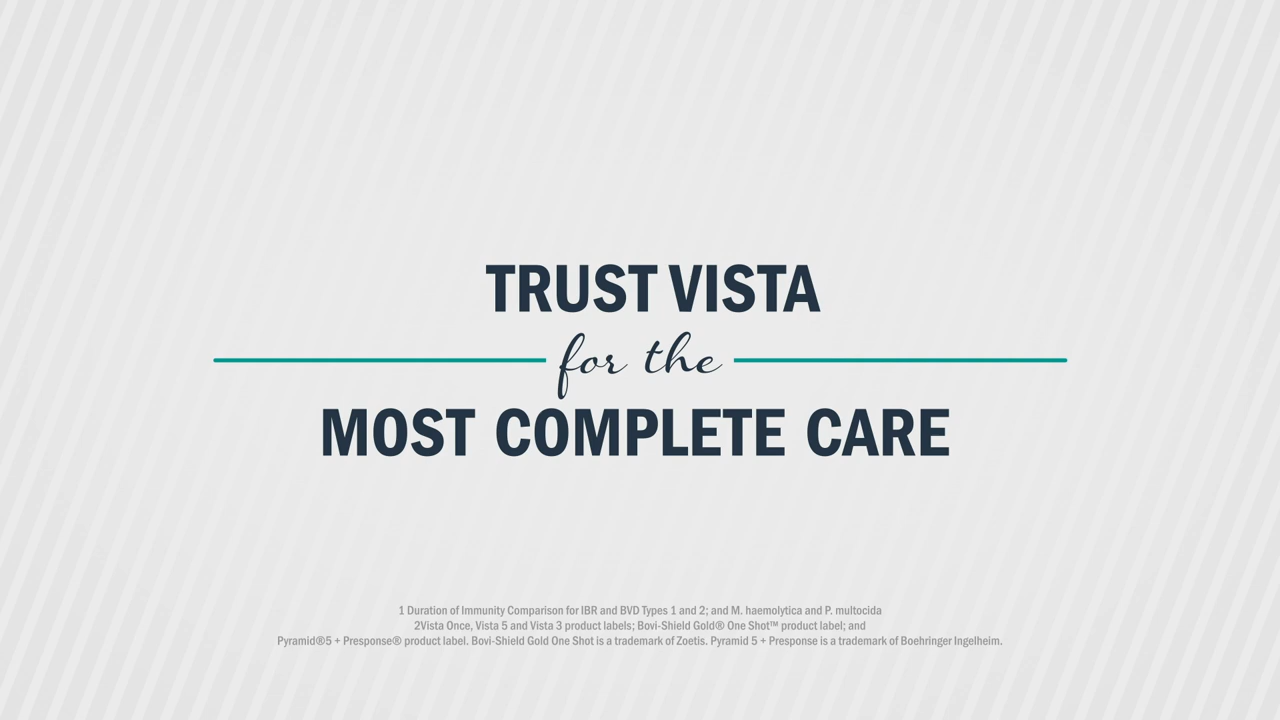 TRUST VISTA
for the
MOST COMPLETE CARE
1 Duration of Immunity Comparison for IBR and BVD Types 1 and 2; and M. haemolytica and P. multocida
2Vista Once, Vista 5 and Vista 3 product labels; Bovi-Shield Gold® One Shot™ product label; and
Pyramid®5 + Presponse® product label. Bovi-Shield Gold One Shot is a trademark of Zoetis. Pyramid 5 + Presponse is a trademark of Boehringer Ingelheim.